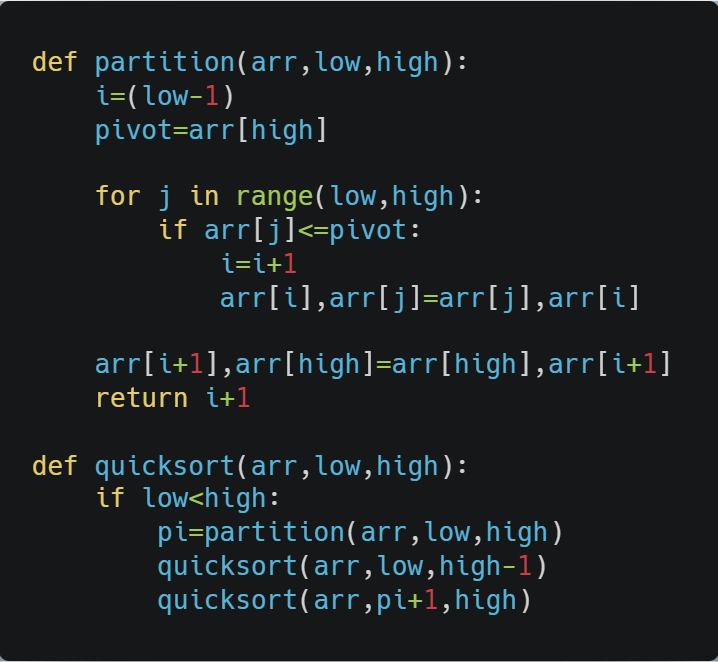 def partition(arr,low,high):
    i=(low-1)
    pivot=arr[high]

    for j in range(low,high):
        if arr[j]<=pivot:
            i=i+1
            arr[i],arr[j]=arr[j],arr[i]

    arr[i+1],arr[high]=arr[high],arr[i+1]
    return i+1

def quicksort(arr,low,high):
    if low<high:
        pi=partition(arr,low,high)
        quicksort(arr,low,high-1)
        quicksort(arr,pi+1,high)